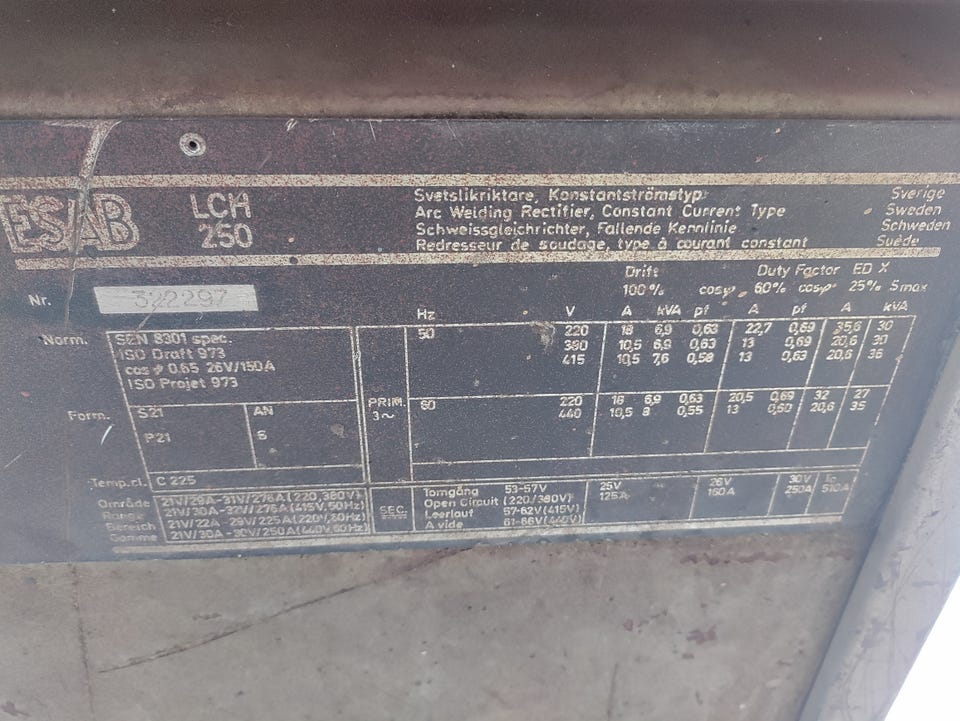 ESAB LCH 250
Svetslikriktare, Konstantströmstyp Sverige
Arc Welding Rectifier, Constant Current Type Sweden
Schweissgleichrichter, Fallende Kennlinie Schweden
Redresseur de soudage, type à courant constant Suède
Drift Duty Factor ED X
100% cosφ 60% cosφ 25% Smax
Nr. 322297
Hz V A kVA pf A pf A kVA
Norm. SEN 8301 spec.
ISO Draft 973
cos φ 0,65 26V/150A
ISO Projet 973
PRIM. 3~
50 220 18 6,9 0,63 22,7 0,69 35,6 30
380 10,5 6,9 0,63 13 0,69 20,6 30
415 10,5 7,6 0,58 13 0,63 20,6 36
Form. S21 AN
P21 6
60 220 18 6,9 0,63 20,5 0,69 32 27
440 10,5 8 0,55 13 0,60 20,6 35
Temp.cl. C 225
Område 21V/29A-31V/276A (220,380V)
Range 21V/30A-32V/276A (415V,50Hz)
Bereich 21V/22A-29V/225A (220V,60Hz)
Gamme 21V/30A-30V/250A (440V,60Hz)
SEC.
Tomgång 53-57V 25V 26V 30V
Open Circuit (220/380V) 125A 160A 250A 510A
Leerlauf 57-62V (415V)
A vide 61-66V (440V)